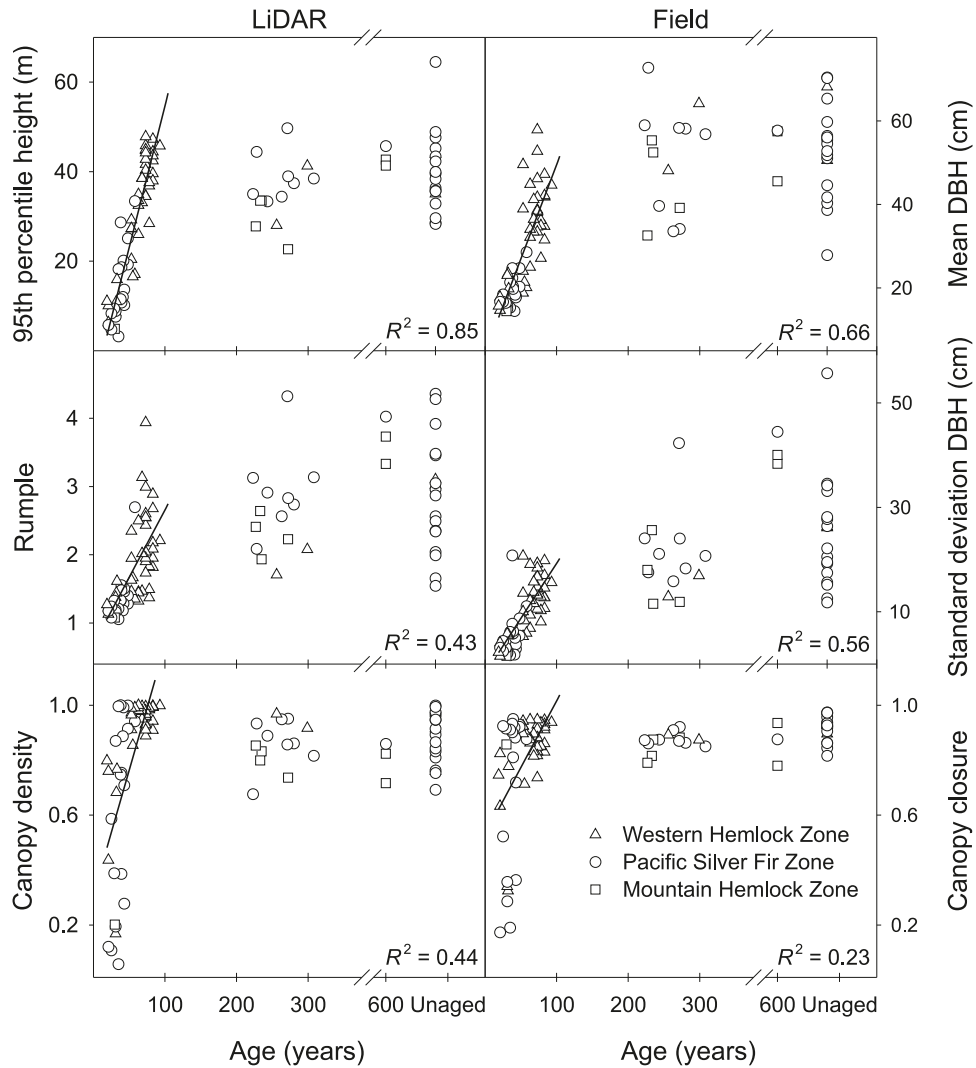 LiDAR
Field
95th percentile height (m)
60
40
20
R² = 0.85
Mean DBH (cm)
60
40
20
R² = 0.66
Rumple
4
3
2
1
R² = 0.43
Standard deviation DBH (cm)
50
30
10
R² = 0.56
Canopy density
1.0
0.6
0.2
R² = 0.44
Canopy closure
1.0
0.6
0.2
Western Hemlock Zone
Pacific Silver Fir Zone
Mountain Hemlock Zone
R² = 0.23
100 200 300 600 Unaged
100 200 300 600 Unaged
Age (years)
Age (years)